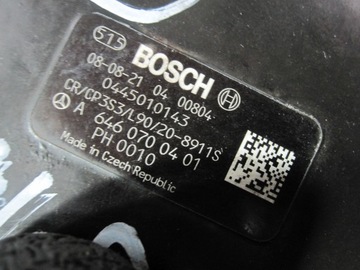 515 BOSCH
08-08-21 04 00804
0445010143
CR/CP3S3/L90/20-8911S
A 646 070 04 01
PH 0010
Made in Czech Republic